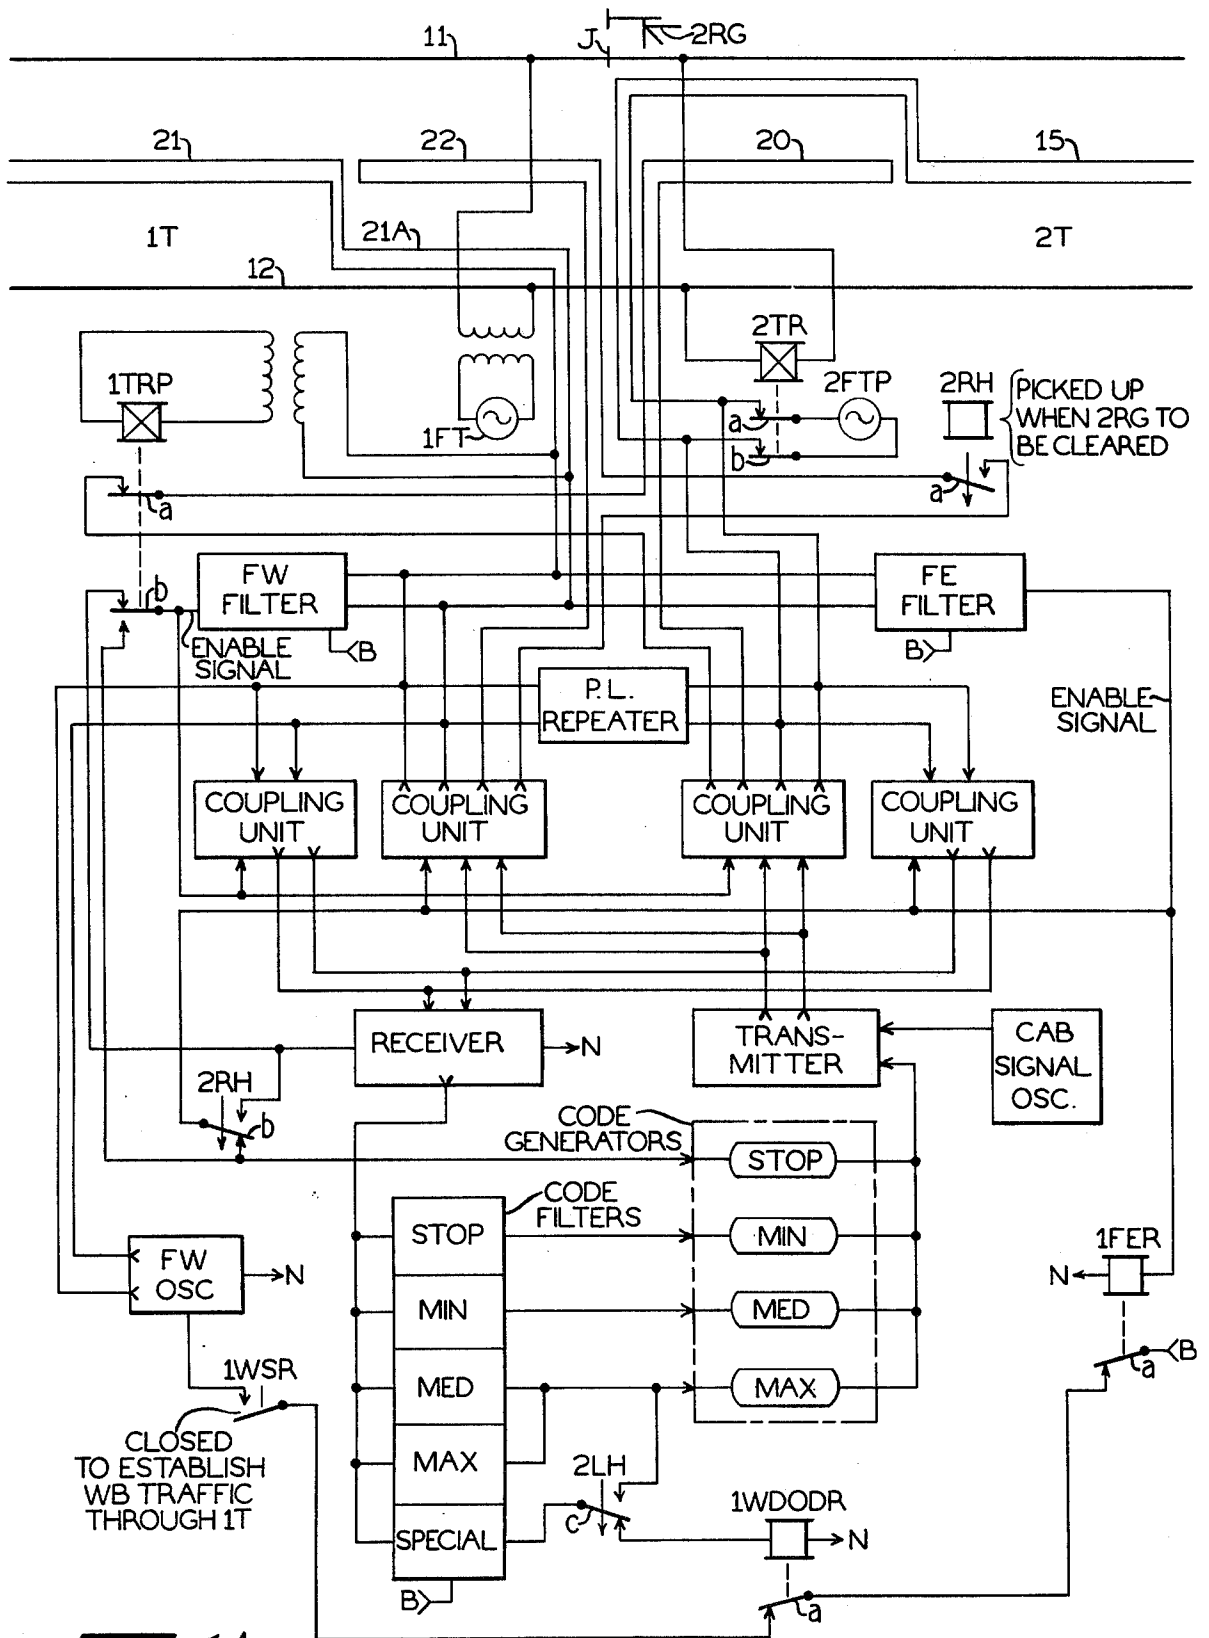 11
J
2RG
21
22
20
15
1T
21A
2T
12
2TR
1TRP
2FTP
2RH
PICKED UP
WHEN 2RG TO
BE CLEARED
1FT
a
b
a
a
b
FW
FILTER
FE
FILTER
ENABLE
SIGNAL
B
B
P.L.
REPEATER
ENABLE
SIGNAL
COUPLING
UNIT
COUPLING
UNIT
COUPLING
UNIT
COUPLING
UNIT
RECEIVER
N
TRANS-
MITTER
CAB
SIGNAL
OSC.
2RH
b
CODE
GENERATORS
STOP
CODE
FILTERS
STOP
MIN
FW
OSC
N
1FER
N
MIN
MED
B
a
1WSR
MED
MAX
CLOSED
TO ESTABLISH
WB TRAFFIC
THROUGH 1T
MAX
2LH
1WDODR
c
SPECIAL
N
B
a